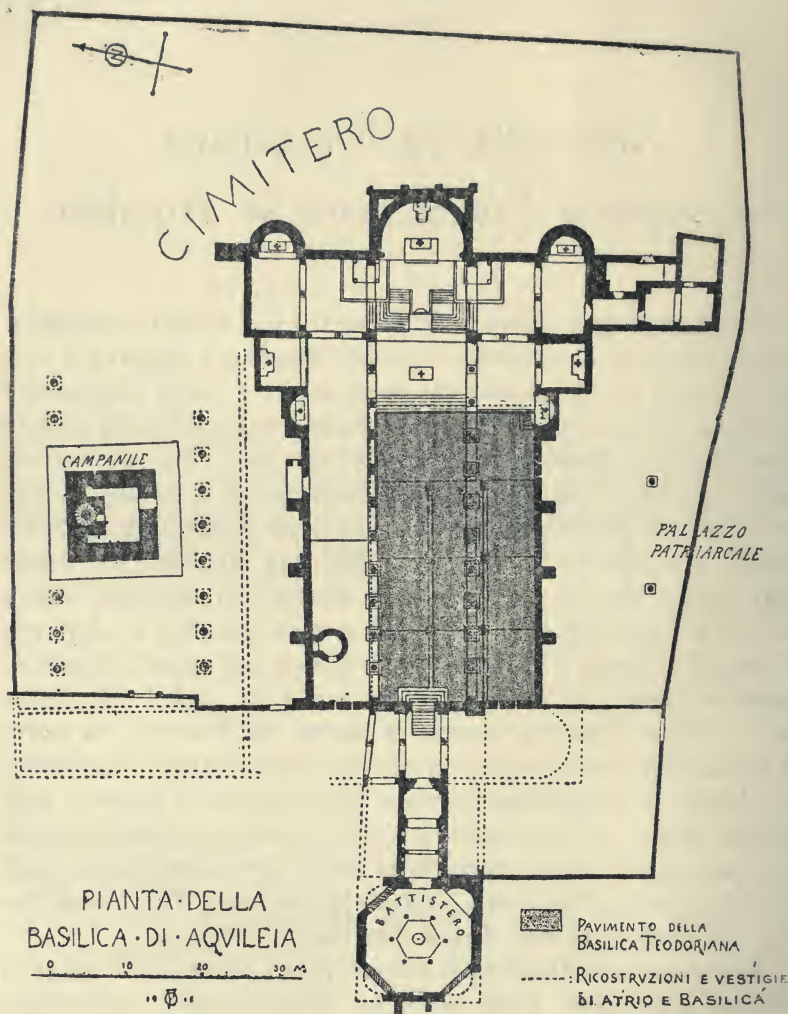 N
CIMITERO
CAMPANILE
PALAZZO
PATRIARCALE
BATTISTERO
PIANTA·DELLA
BASILICA·DI·AQVILEIA
0 10 20 30 M
PAVIMENTO DELLA
BASILICA TEODORIANA
RICOSTRVZIONI E VESTIGIE
DI ATRIO E BASILICA